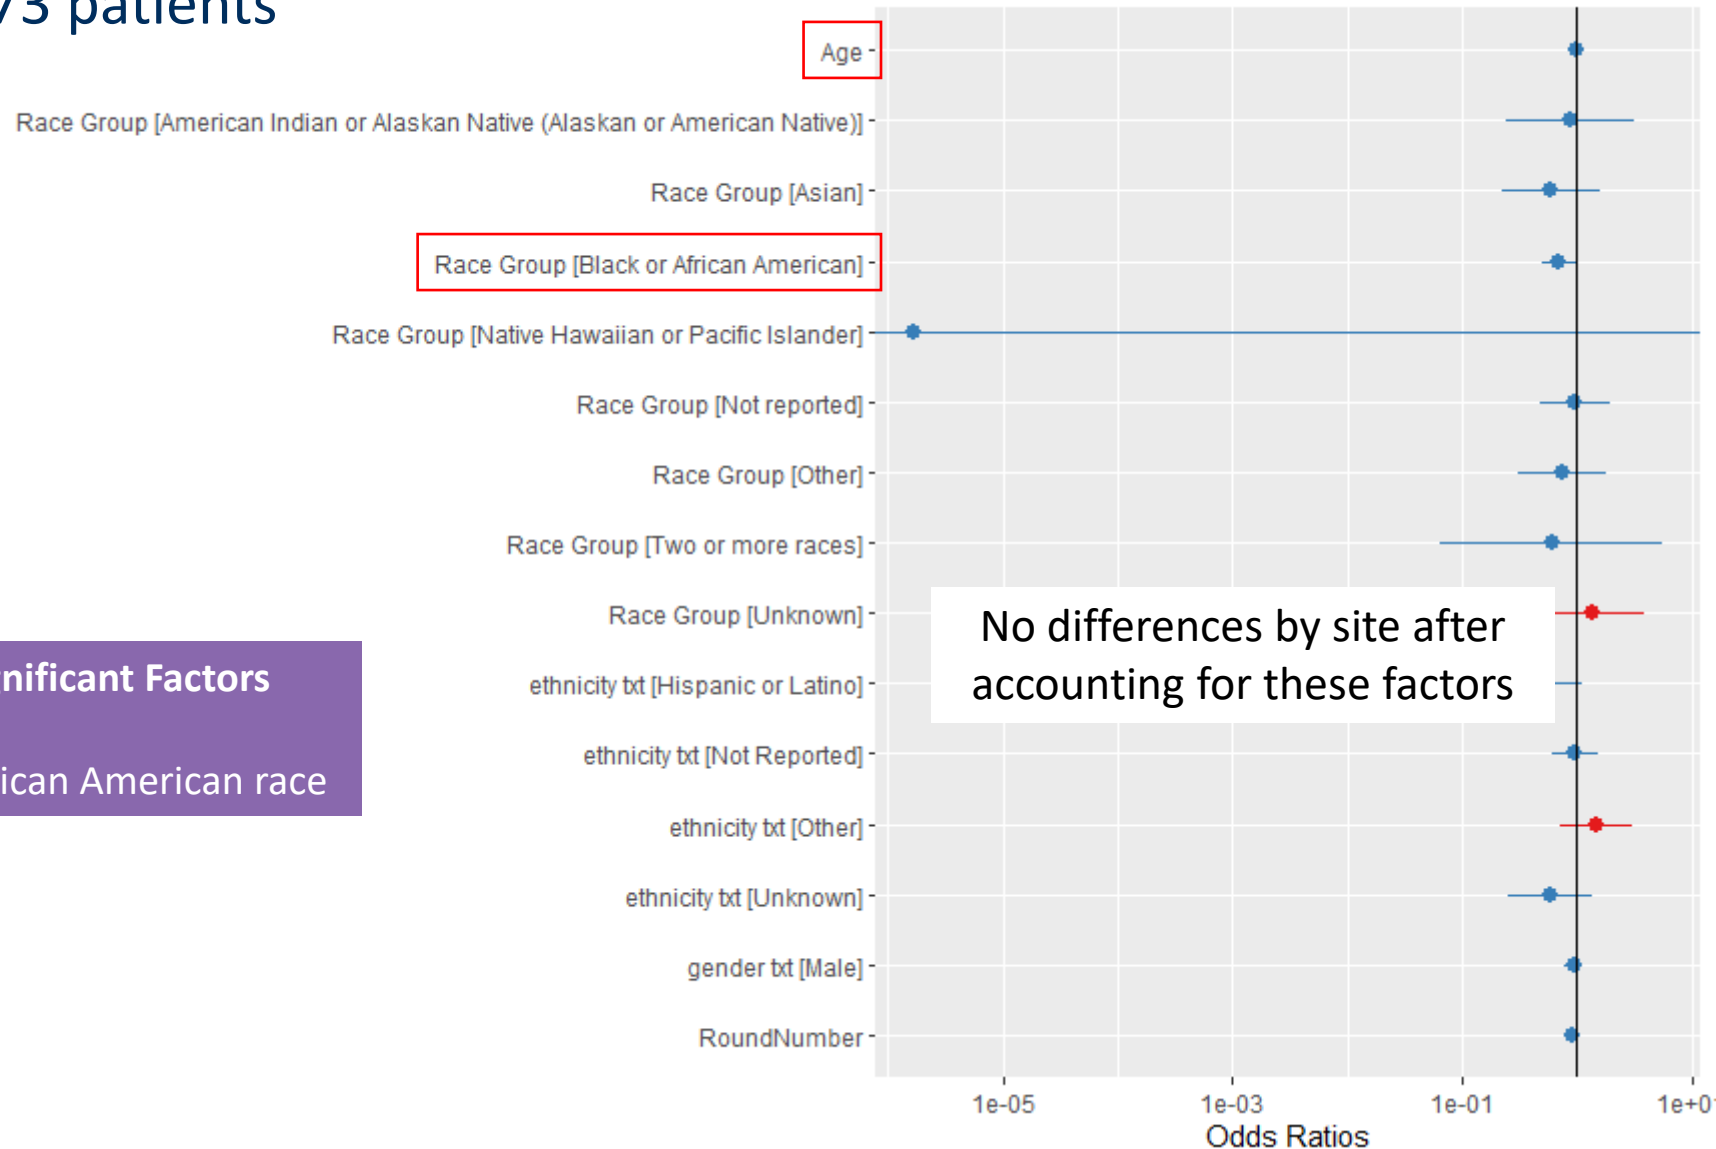 73 patients
Age
Race Group [American Indian or Alaskan Native (Alaskan or American Native)]
Race Group [Asian]
Race Group [Black or African American]
Race Group [Native Hawaiian or Pacific Islander]
Race Group [Not reported]
Race Group [Other]
Race Group [Two or more races]
Race Group [Unknown]
No differences by site after
accounting for these factors
gnificant Factors
ican American race
ethnicity txt [Hispanic or Latino]
ethnicity txt [Not Reported]
ethnicity txt [Other]
ethnicity txt [Unknown]
gender txt [Male]
RoundNumber
1e-05 1e-03 1e-01 1e+0
Odds Ratios